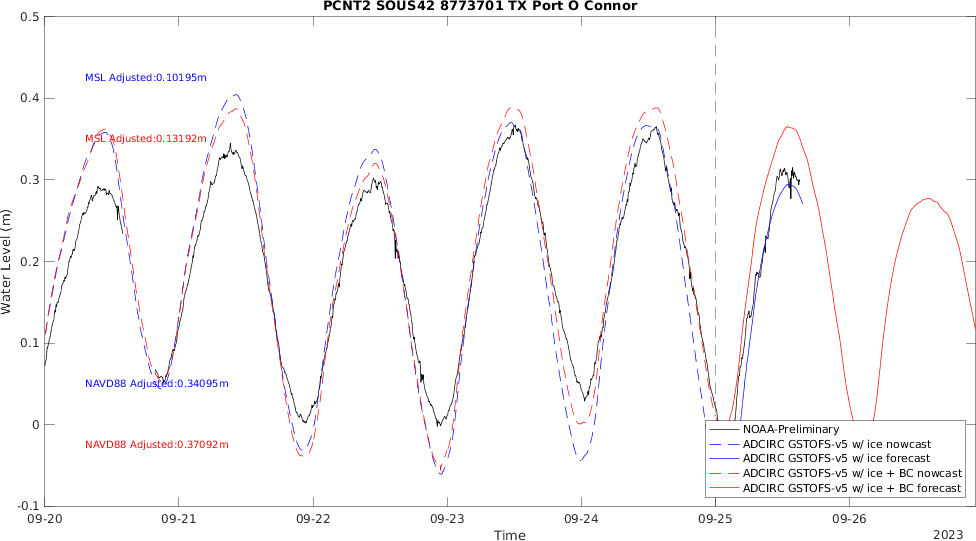 PCNT2 SOUS42 8773701 TX Port O Connor
0.5
MSL Adjusted:0.10195m
0.4
MSL Adjusted:0.13192m
0.3
Water Level (m)
0.2
0.1
NAVD88 Adjusted:0.34095m
0
NAVD88 Adjusted:0.37092m
NOAA-Preliminary
ADCIRC GSTOFS-v5 w/ ice nowcast
ADCIRC GSTOFS-v5 w/ ice forecast
ADCIRC GSTOFS-v5 w/ ice + BC nowcast
ADCIRC GSTOFS-v5 w/ ice + BC forecast
-0.1
09-20 09-21 09-22 09-23 09-24 09-25 09-26
Time
2023